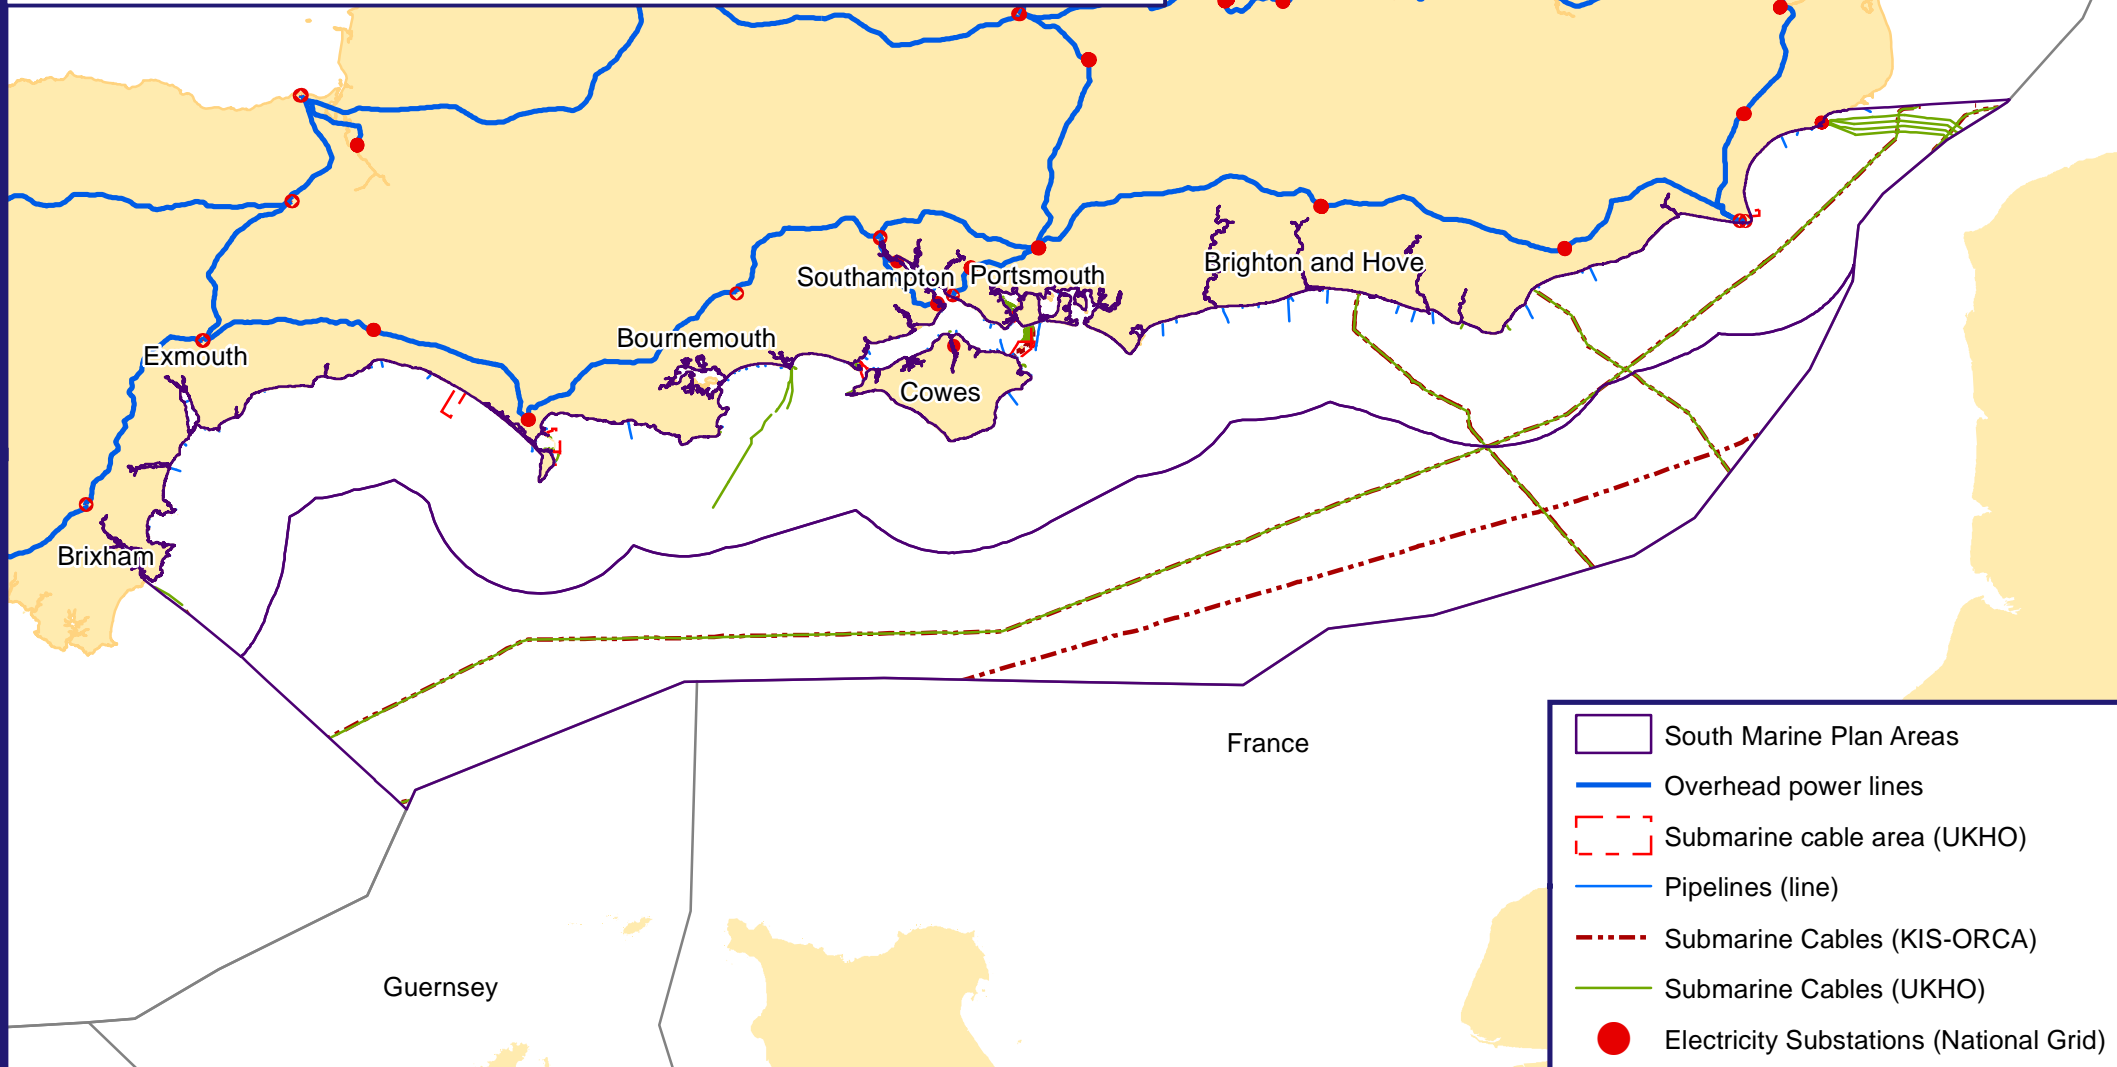 Southampton
Portsmouth
Brighton and Hove
Bournemouth
Exmouth
Cowes
Brixham
France
Guernsey
South Marine Plan Areas
Overhead power lines
Submarine cable area (UKHO)
Pipelines (line)
Submarine Cables (KIS-ORCA)
Submarine Cables (UKHO)
Electricity Substations (National Grid)